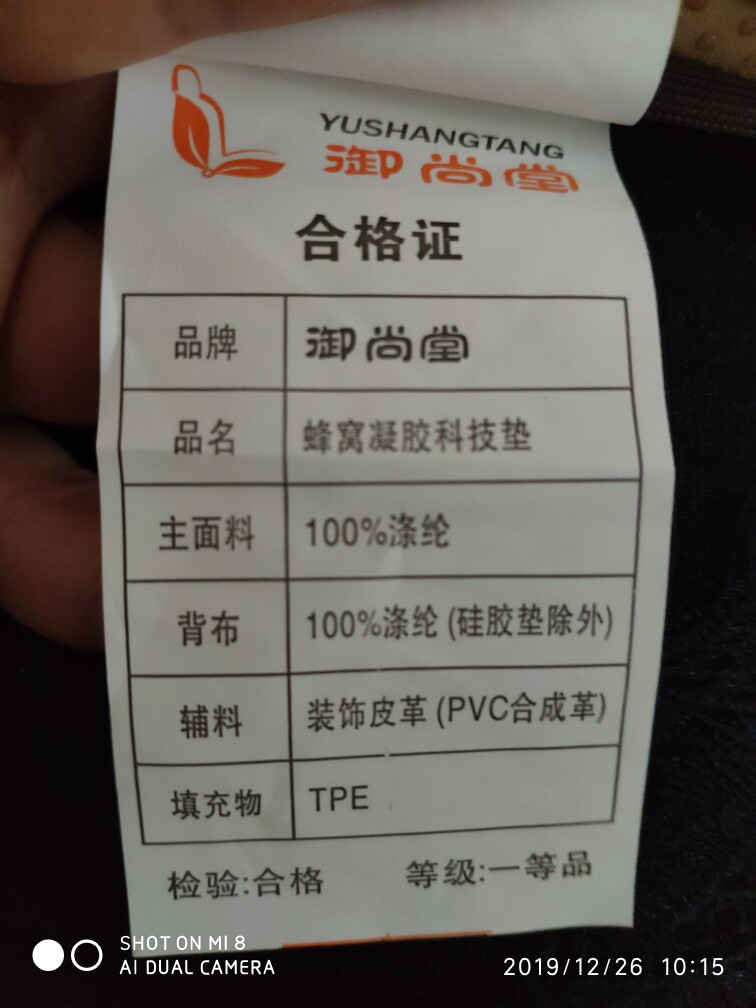 YUSHANGTANG
御尚堂
合格证
品牌 御尚堂
品名 蜂窝凝胶科技垫
主面料 100%涤纶
背布 100%涤纶(硅胶垫除外)
辅料 装饰皮革(PVC合成革)
填充物 TPE
检验:合格 等级:一等品
SHOT ON MI 8
AI DUAL CAMERA
2019/12/26 10:15